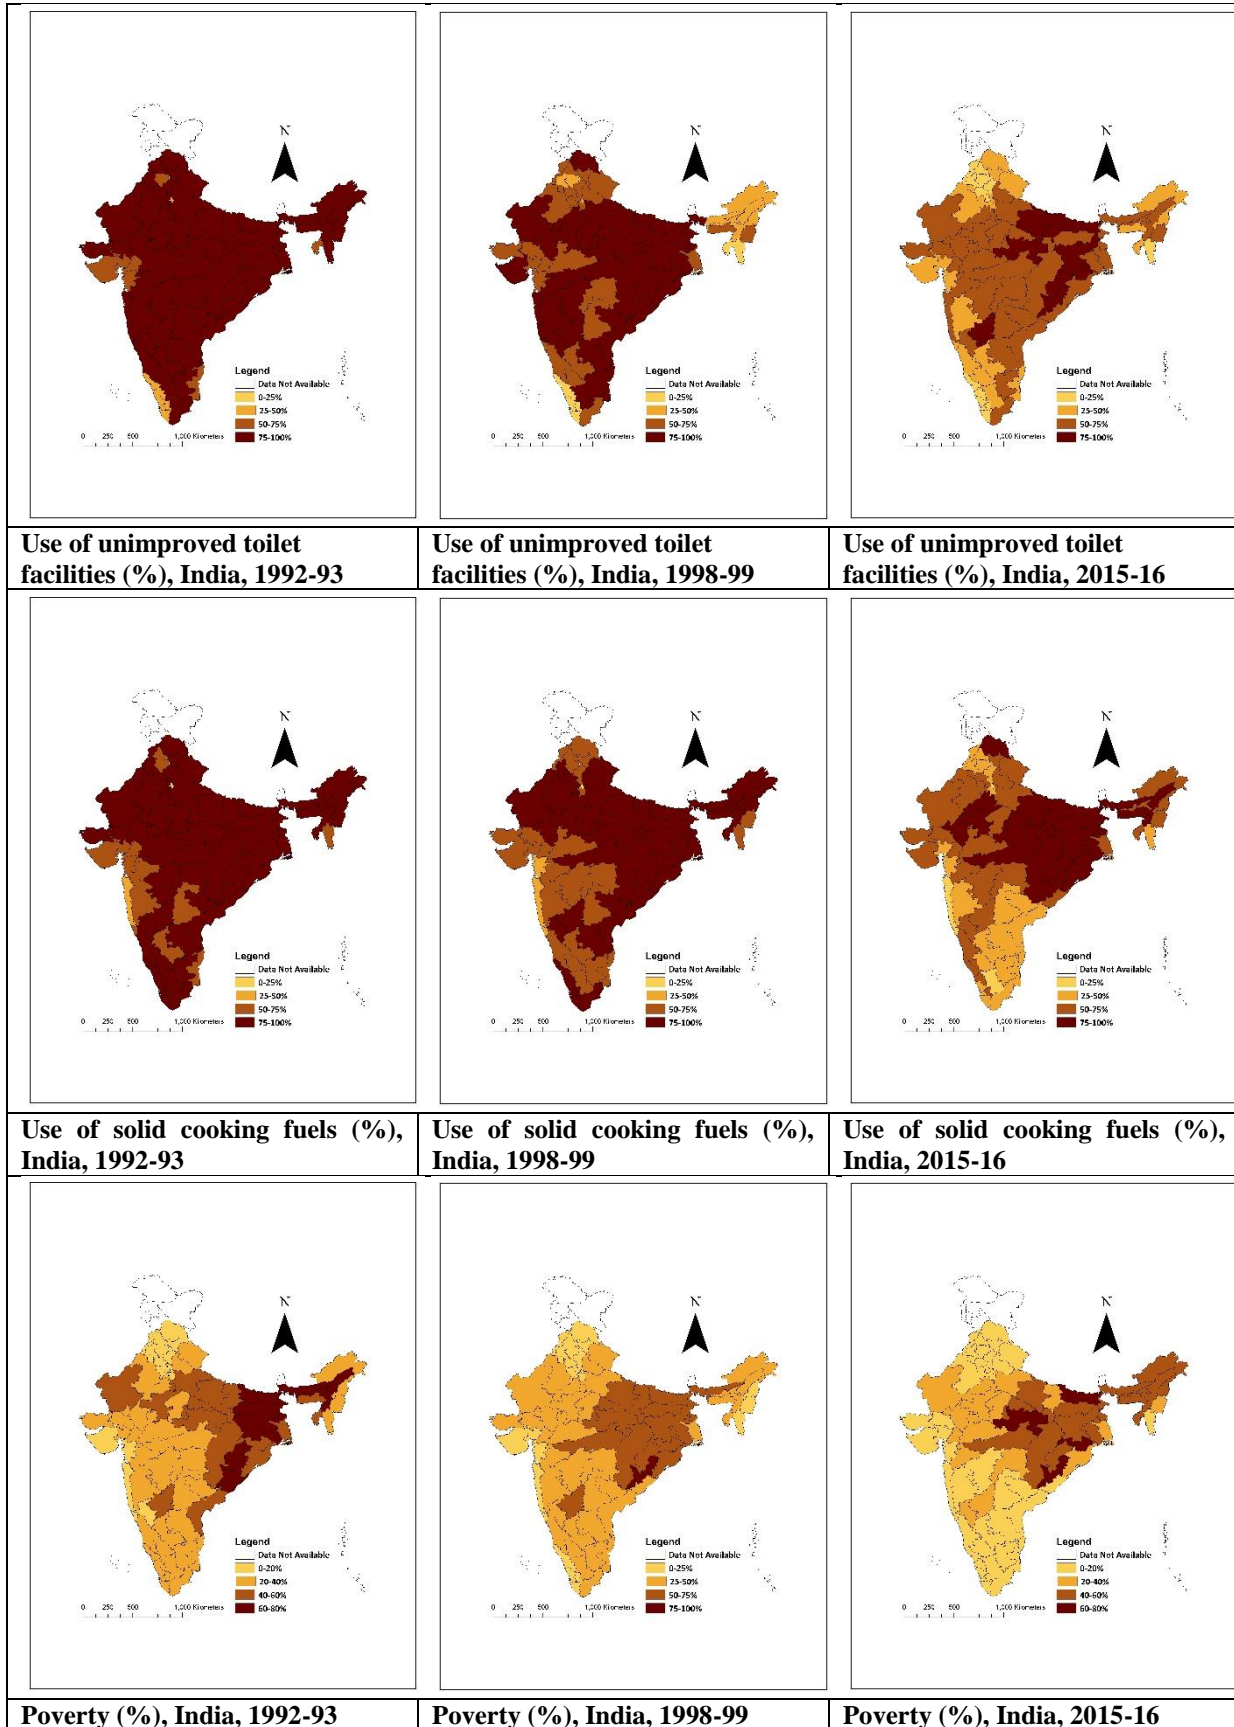 N
Legend
Data Not Available
0-25%
25-50%
50-75%
75-100%
0 250 500 1,000 Kilometers
N
Legend
Data Not Available
0-25%
25-50%
50-75%
75-100%
0 250 500 1,000 Kilometers
N
Legend
Data Not Available
0-25%
25-50%
50-75%
75-100%
0 250 500 1,000 Kilometers
Use of unimproved toilet
facilities (%), India, 1992-93
Use of unimproved toilet
facilities (%), India, 1998-99
Use of unimproved toilet
facilities (%), India, 2015-16
N
Legend
Data Not Available
0-25%
25-50%
50-75%
75-100%
0 250 500 1,000 Kilometers
N
Legend
Data Not Available
0-25%
25-50%
50-75%
75-100%
0 250 500 1,000 Kilometers
N
Legend
Data Not Available
0-25%
25-50%
50-75%
75-100%
0 250 500 1,000 Kilometers
Use of solid cooking fuels (%),
India, 1992-93
Use of solid cooking fuels (%),
India, 1998-99
Use of solid cooking fuels (%),
India, 2015-16
N
Legend
Data Not Available
0-20%
20-40%
40-60%
60-80%
0 250 500 1,000 Kilometers
N
Legend
Data Not Available
0-25%
25-50%
50-75%
75-100%
0 250 500 1,000 Kilometers
N
Legend
Data Not Available
0-20%
20-40%
40-60%
60-80%
0 250 500 1,000 Kilometers
Poverty (%), India, 1992-93
Poverty (%), India, 1998-99
Poverty (%), India, 2015-16